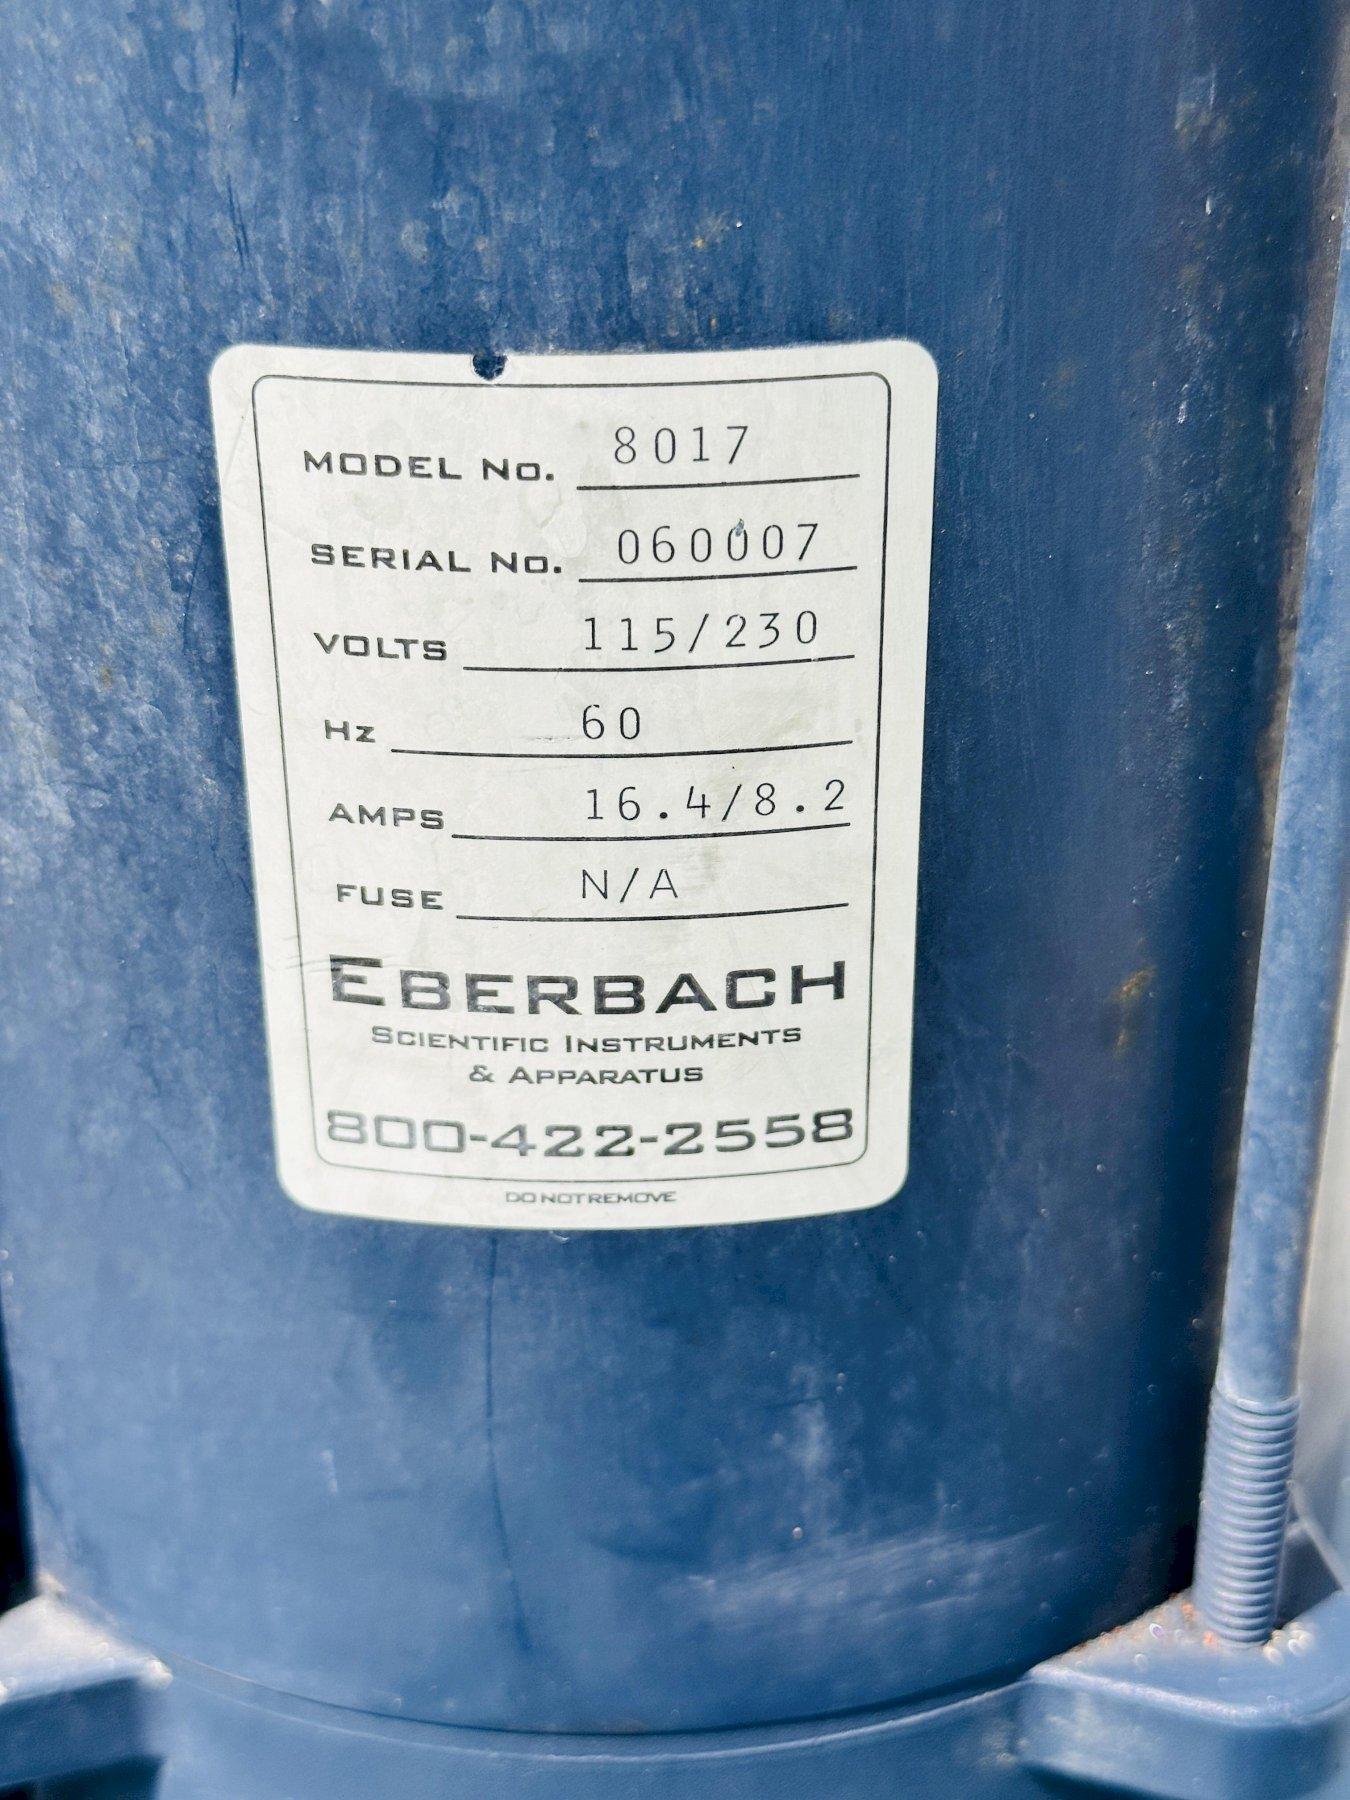 MODEL NO. 8017
SERIAL NO. 060007
VOLTS 115/230
Hz 60
AMPS 16.4/8.2
FUSE N/A
EBERBACH
SCIENTIFIC INSTRUMENTS
& APPARATUS
800-422-2558
DO NOT REMOVE